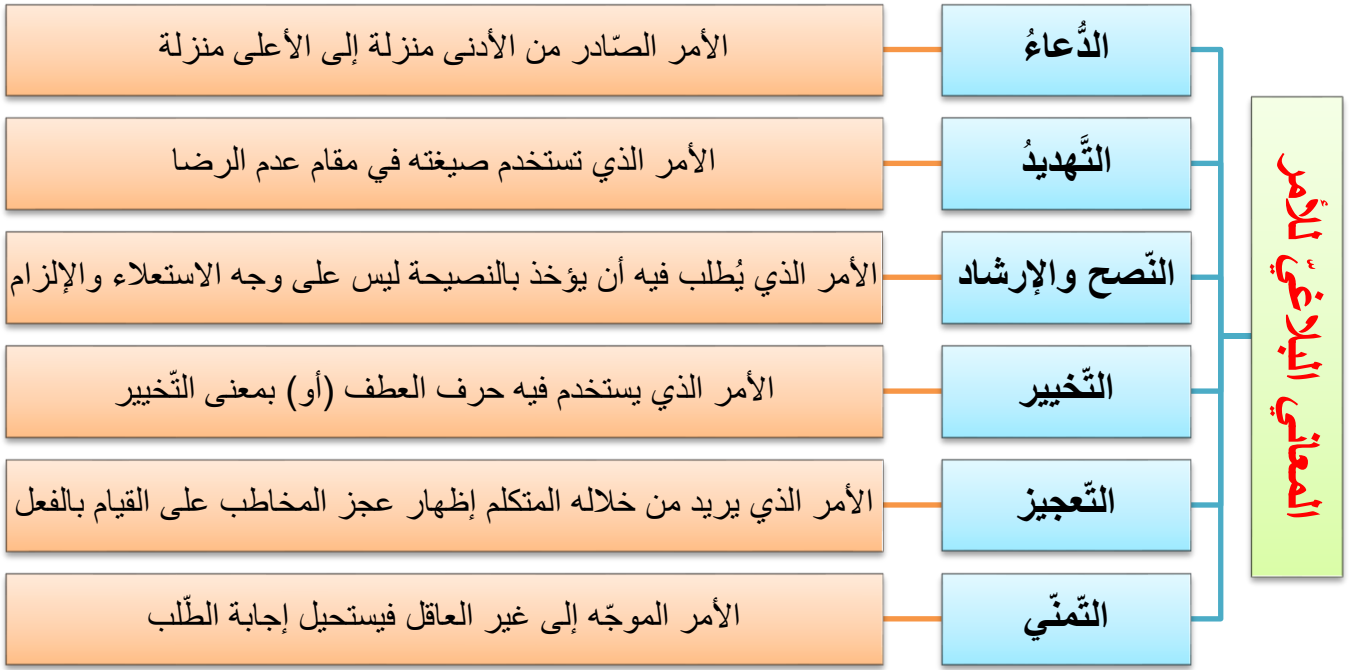 المعاني البلاغيّ للأمر
الدُّعاءُ
الأمر الصّادر من الأدنى منزلة إلى الأعلى منزلة
التَّهديدُ
الأمر الذي تستخدم صيغته في مقام عدم الرضا
النّصح والإرشاد
الأمر الذي يُطلب فيه أن يؤخذ بالنصيحة ليس على وجه الاستعلاء والإلزام
التّخيير
الأمر الذي يستخدم فيه حرف العطف (أو) بمعنى التّخيير
التّعجيز
الأمر الذي يريد من خلاله المتكلم إظهار عجز المخاطب على القيام بالفعل
التّمنّي
الأمر الموجّه إلى غير العاقل فيستحيل إجابة الطّلب